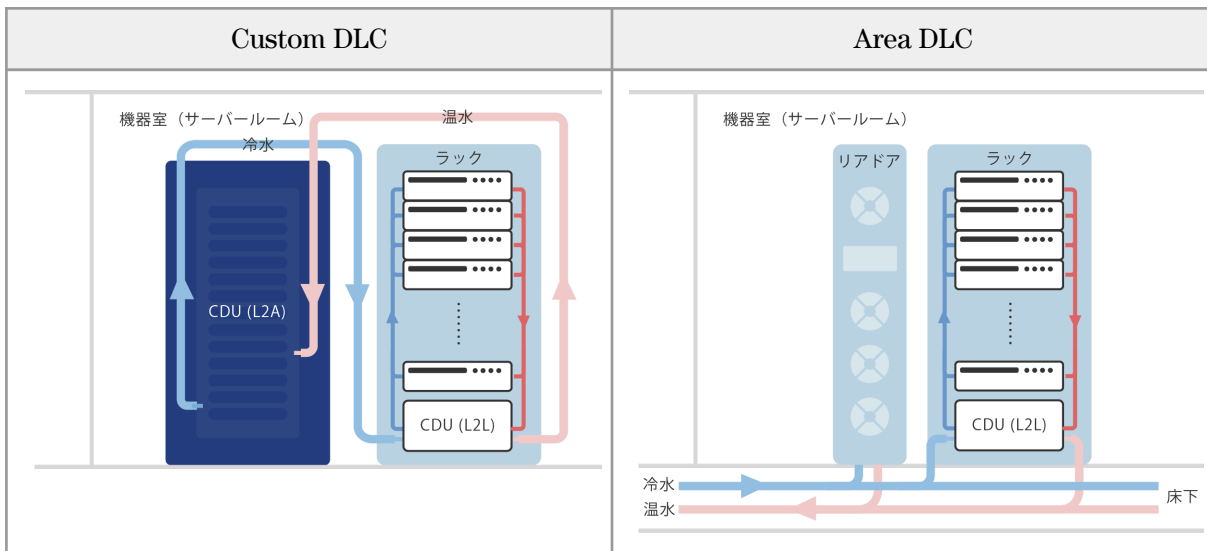 Custom DLC
Area DLC
機器室（サーバールーム）
温水
冷水
ラック
CDU (L2A)
CDU (L2L)
機器室（サーバールーム）
リアドア
ラック
CDU (L2L)
冷水
温水
床下